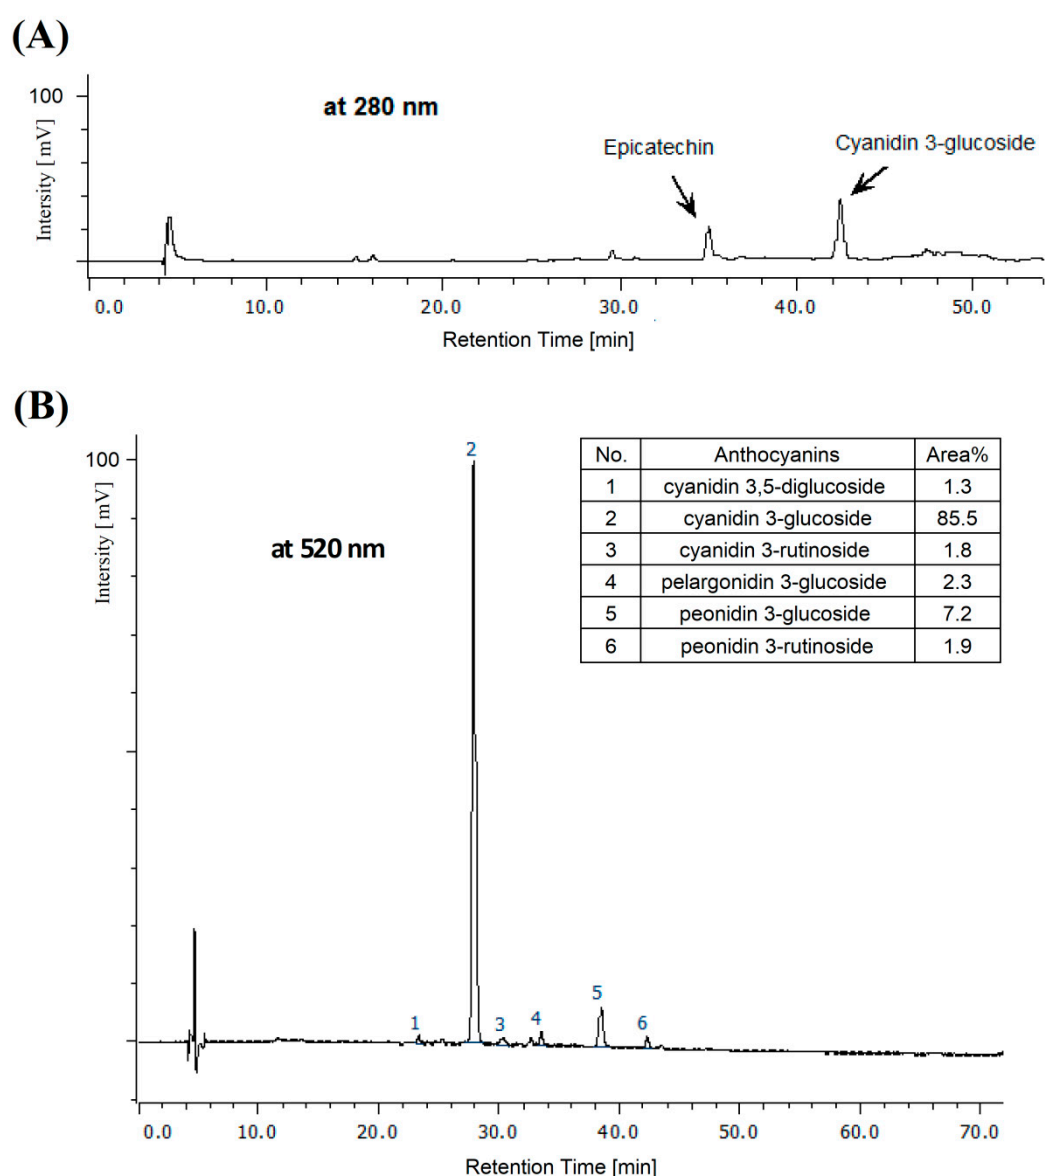 (A)
100
at 280 nm
Epicatechin
Cyanidin 3-glucoside
Intersity [ mV]
0.0 10.0 20.0 30.0 40.0 50.0
Retention Time [min]
(B)
100
2
at 520 nm
Intersity [ mV]
No. Anthocyanins Area%
1 cyanidin 3,5-diglucoside 1.3
2 cyanidin 3-glucoside 85.5
3 cyanidin 3-rutinoside 1.8
4 pelargonidin 3-glucoside 2.3
5 peonidin 3-glucoside 7.2
6 peonidin 3-rutinoside 1.9
1 3 4 5 6
0.0 10.0 20.0 30.0 40.0 50.0 60.0 70.0
Retention Time [min]